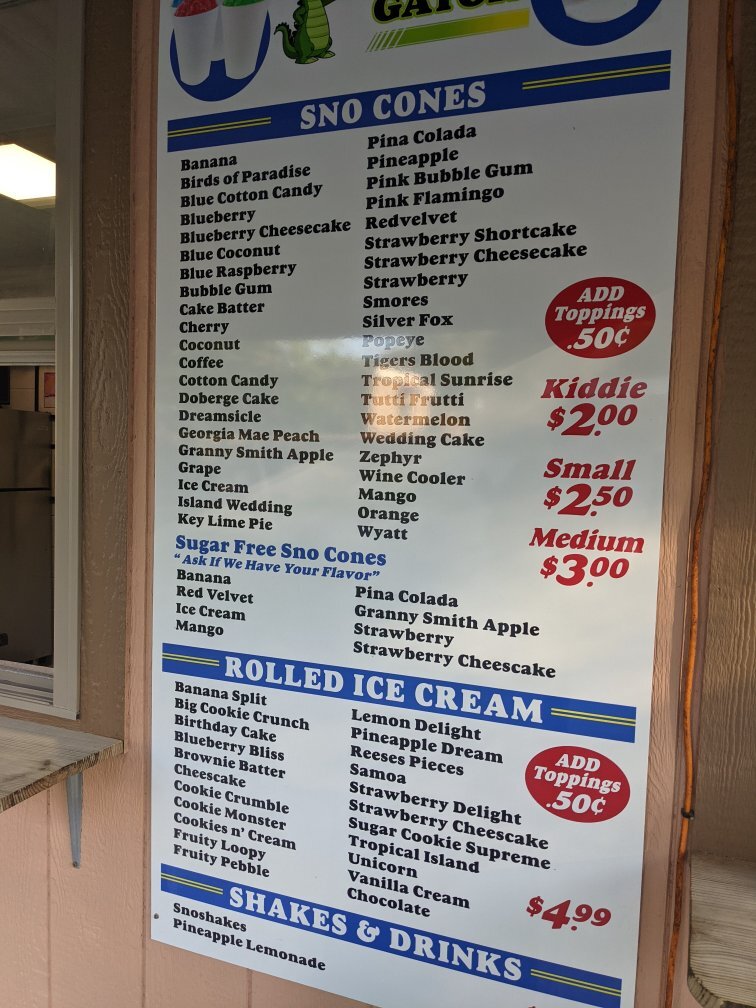 SNO CONES
Banana
Birds of Paradise
Blue Cotton Candy
Blueberry
Blueberry Cheesecake
Blue Coconut
Blue Raspberry
Bubble Gum
Cake Batter
Cherry
Coconut
Coffee
Cotton Candy
Doberge Cake
Dreamsicle
Georgia Mae Peach
Granny Smith Apple
Grape
Ice Cream
Island Wedding
Key Lime Pie
Pina Colada
Pineapple
Pink Bubble Gum
Pink Flamingo
Redvelvet
Strawberry Shortcake
Strawberry Cheesecake
Strawberry
Smores
Silver Fox
Popeye
Tigers Blood
Tropical Sunrise
Tutti Frutti
Watermelon
Wedding Cake
Zephyr
Wine Cooler
Mango
Orange
Wyatt
ADD
Toppings
.50¢
Kiddie
$2.00
Small
$2.50
Medium
$3.00
Sugar Free Sno Cones
"Ask If We Have Your Flavor"
Banana
Red Velvet
Ice Cream
Mango
Pina Colada
Granny Smith Apple
Strawberry
Strawberry Cheescake
ROLLED ICE CREAM
Banana Split
Big Cookie Crunch
Birthday Cake
Blueberry Bliss
Brownie Batter
Cheescake
Cookie Crumble
Cookie Monster
Cookies n' Cream
Fruity Loopy
Fruity Pebble
Lemon Delight
Pineapple Dream
Reeses Pieces
Samoa
Strawberry Delight
Strawberry Cheescake
Sugar Cookie Supreme
Tropical Island
Unicorn
Vanilla Cream
Chocolate
ADD
Toppings
.50¢
$4.99
SHAKES & DRINKS
Snoshakes
Pineapple Lemonade